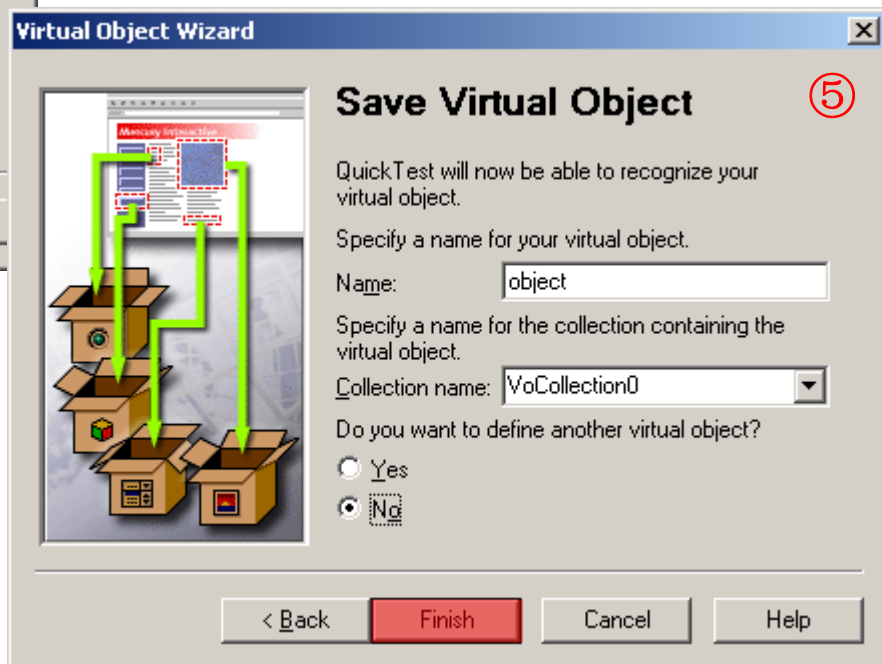 Virtual Object Wizard
Mercury Interactive
Save Virtual Object
⑤
QuickTest will now be able to recognize your
virtual object.
Specify a name for your virtual object.
Name:
object
Specify a name for the collection containing the
virtual object.
Collection name:
VoCollection0
Do you want to define another virtual object?
Yes
No
< Back
Finish
Cancel
Help